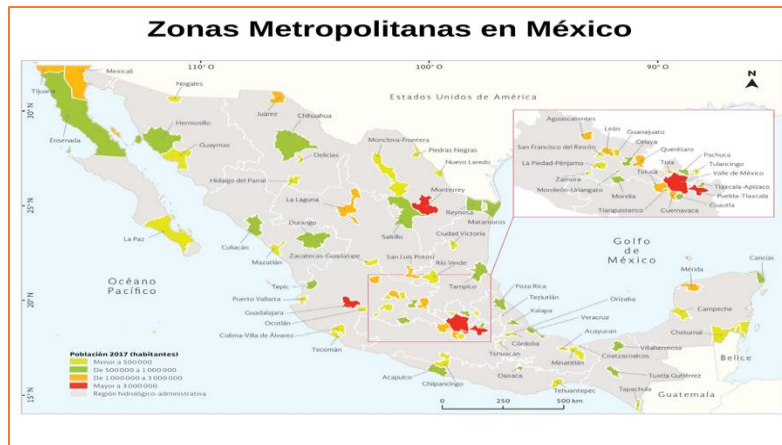 Zonas Metropolitanas en México
110° O
100° O
90° O
N
Mexicali
Tijuana
Nogales
Estados Unidos de América
30° N
Juárez
Chihuahua
Ensenada
Hermosillo
Guaymas
Delicias
Monclova-Frontera
Piedras Negras
Nuevo Laredo
Hidalgo del Parral
Monterrey
La Laguna
Reynosa
Matamoros
25° N
Durango
Saltillo
Ciudad Victoria
La Paz
Culiacán
Zacatecas-Guadalupe
San Luis Potosí
Río Verde
Mazatlán
Tampico
Océano
Pacífico
Tepic
Puerto Vallarta
Guadalajara
Ocotlán
Colima-Villa de Álvarez
Tecomán
20° N
Poza Rica
Teziutlán
Xalapa
Orizaba
Veracruz
Acayucan
Córdoba
Tehuacán
Minatitlán
Coatzacoalcos
Villahermosa
Oaxaca
Tuxtla Gutiérrez
Tehuantepec
Tapachula
Acapulco
Chilpancingo
Golfo
de
México
Mérida
Cancún
Campeche
Chetumal
Belice
Guatemala
15° N
Aguascalientes
León
Guanajuato
San Francisco del Rincón
Celaya
Querétaro
La Piedad-Pénjamo
Tula
Pachuca
Tulancingo
Zamora
Toluca
Valle de México
Moroleón-Uriangato
Morelia
Tlaxcala-Apizaco
Puebla-Tlaxcala
Tianguistenco
Cuernavaca
Cuautla
Población 2017 (habitantes)
Menor a 500 000
De 500 000 a 1 000 000
De 1 000 000 a 3 000 000
Mayor a 3 000 000
Región hidrológico-administrativa
0
250
500 km